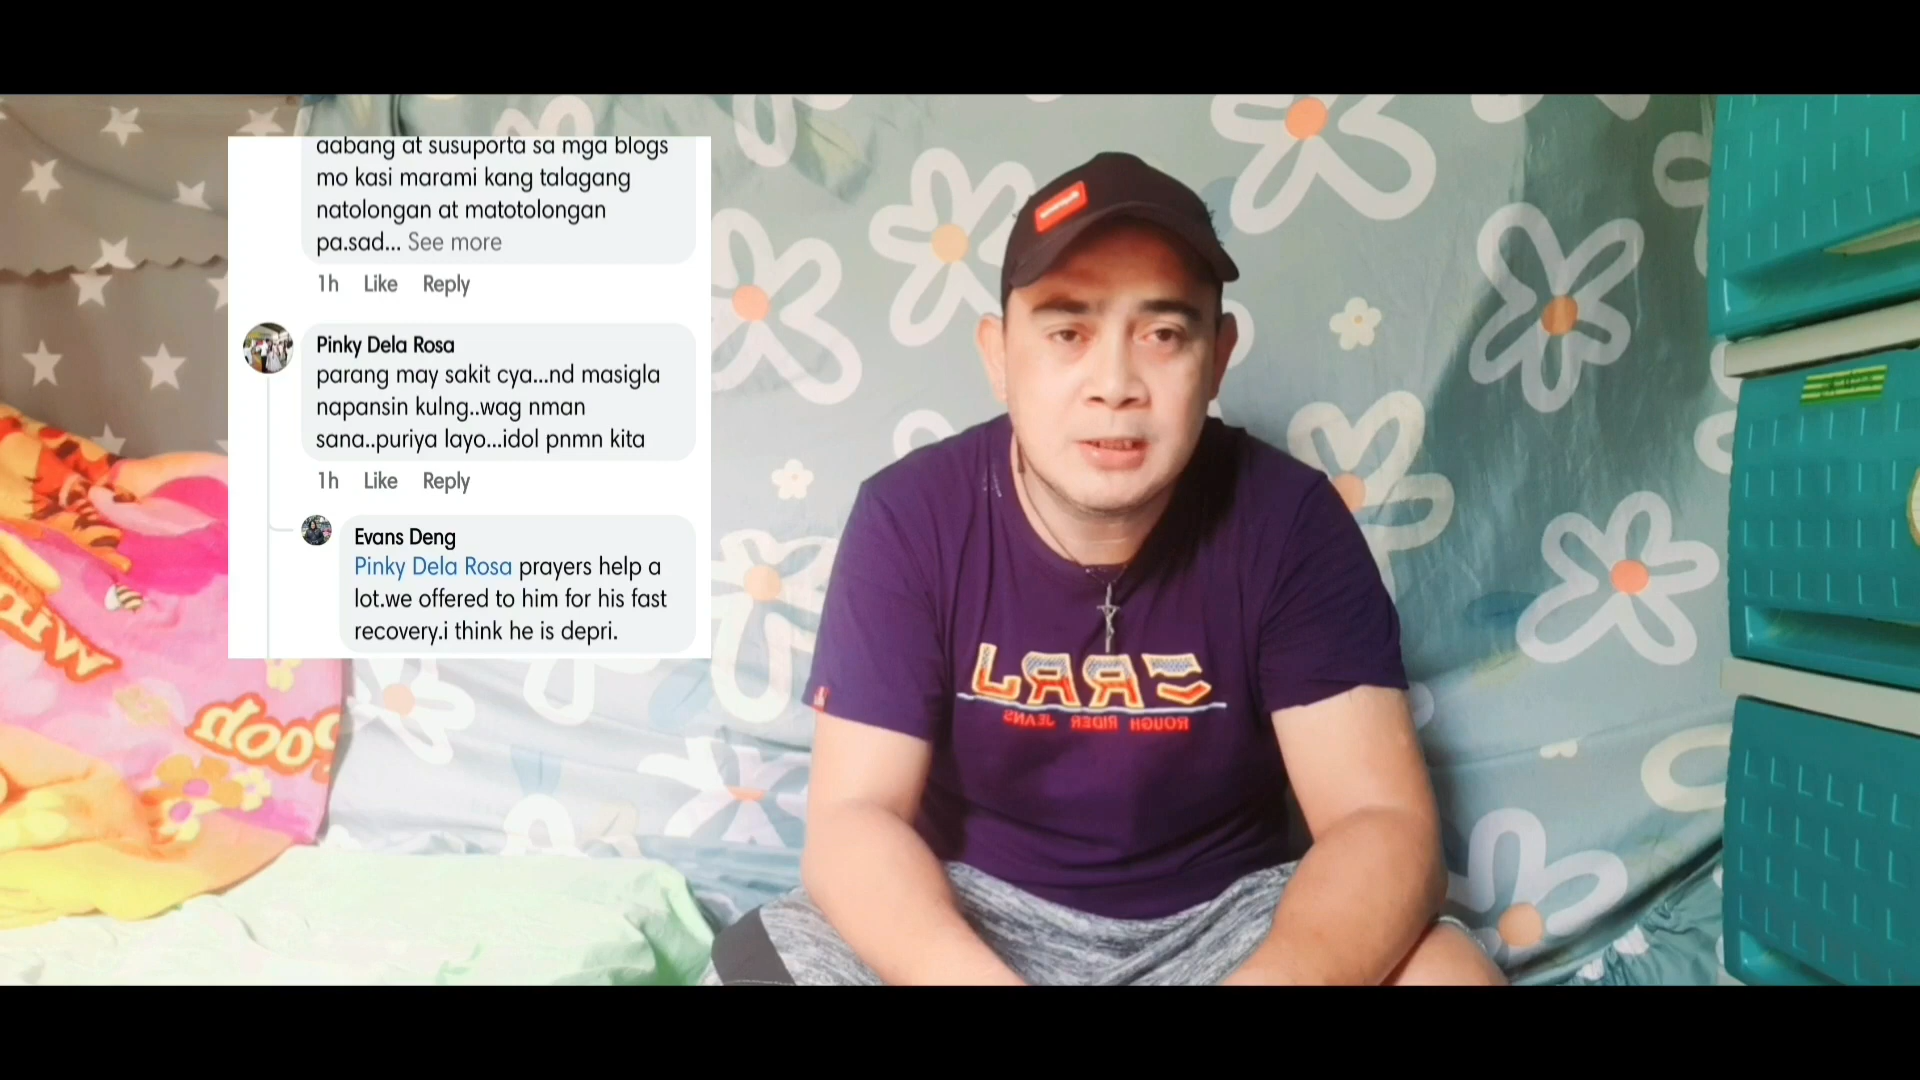 aabang at susuporta sa mga blogs
mo kasi marami kang talagang
natolongan at matotolongan
pa.sad... See more
1h Like Reply
Pinky Dela Rosa
parang may sakit cya...nd masigla
napansin kulng..wag nman
sana..puriya layo...idol pnmn kita
1h Like Reply
Evans Deng
Pinky Dela Rosa prayers help a
lot.we offered to him for his fast
recovery.i think he is depri.
RRJ
ROUGH RIDER JEANS
Pooh